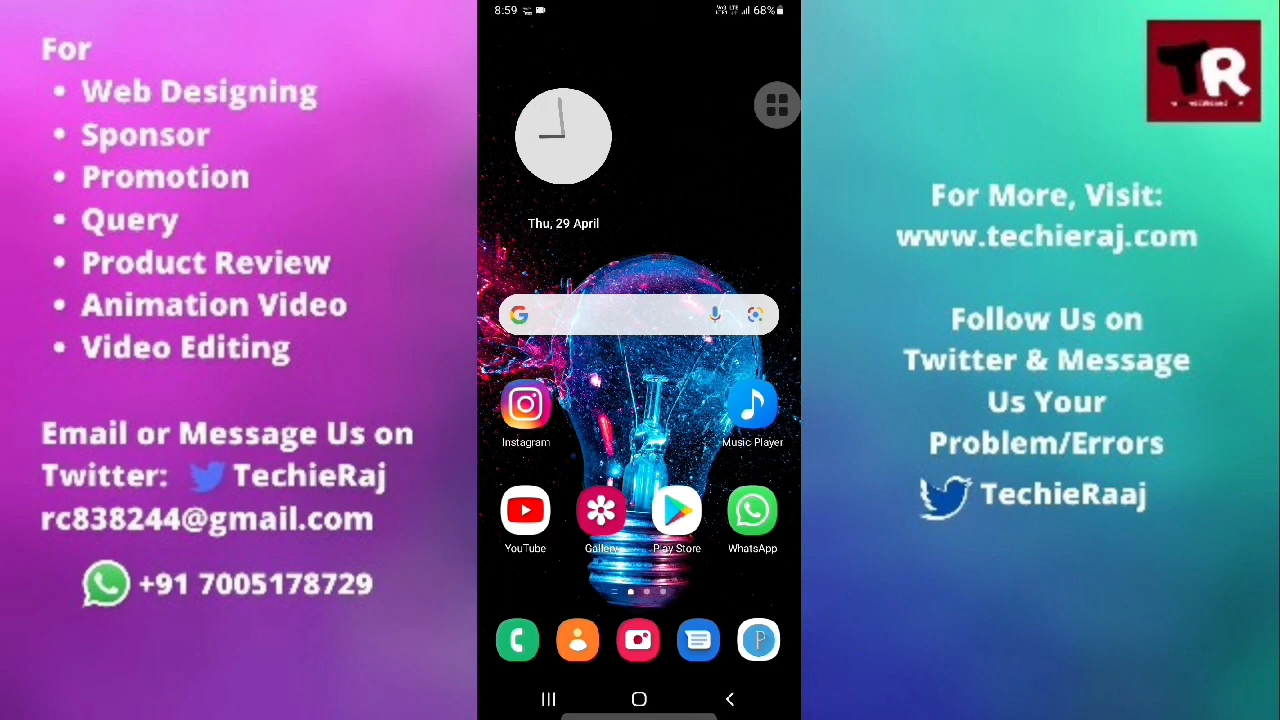 For
• Web Designing
• Sponsor
• Promotion
• Query
• Product Review
• Animation Video
• Video Editing
Email or Message Us on
Twitter: TechieRaj
rc838244@gmail.com
+91 7005178729
8:59
68%
Thu, 29 April
Instagram
Music Player
YouTube
Gallery
Play Store
WhatsApp
TR
For More, Visit:
www.techieraj.com
Follow Us on
Twitter & Message
Us Your
Problem/Errors
TechieRaaj